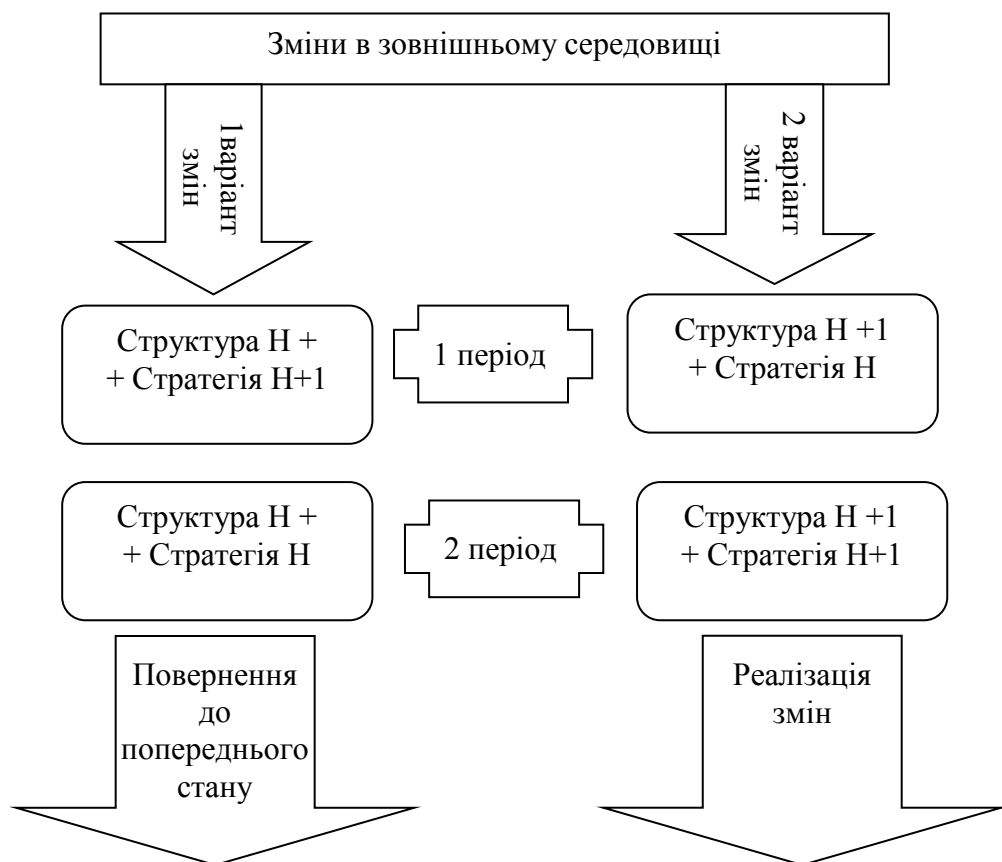 Зміни в зовнішньому середовищі
1варіант
змін
2 варіант
змін
Структура Н +
+ Стратегія Н+1
1 період
Структура Н +1
+ Стратегія Н
Структура Н +
+ Стратегія Н
2 період
Структура Н +1
+ Стратегія Н+1
Повернення
до
попереднього
стану
Реалізація
змін